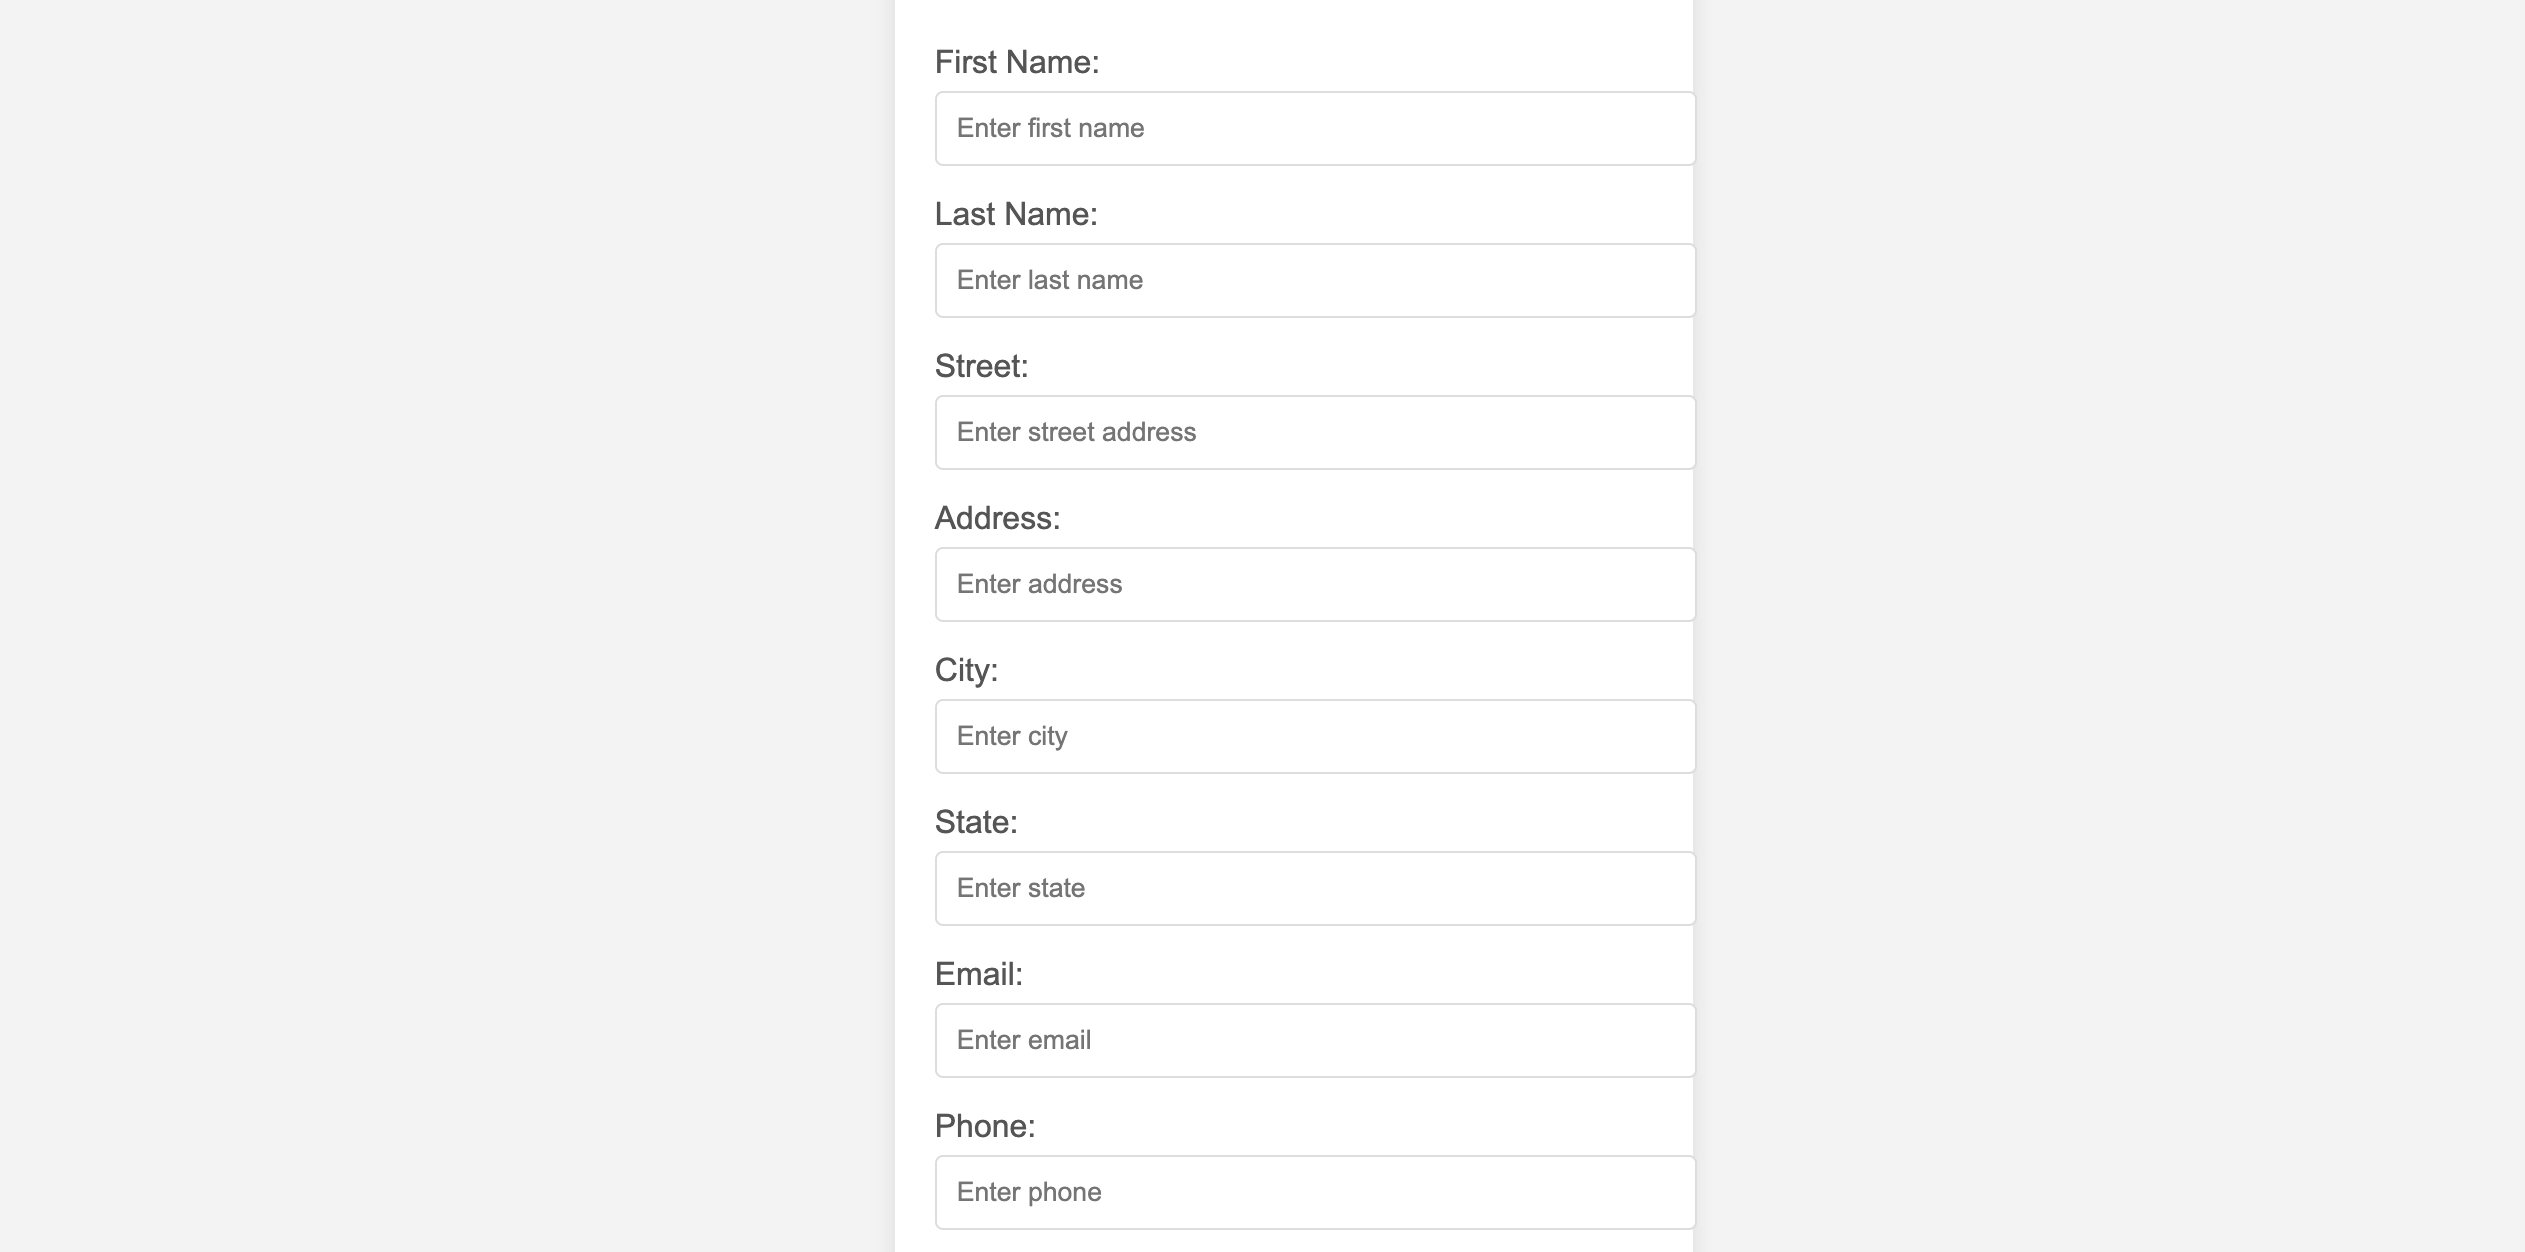 First Name:
Enter first name
Last Name:
Enter last name
Street:
Enter street address
Address:
Enter address
City:
Enter city
State:
Enter state
Email:
Enter email
Phone:
Enter phone